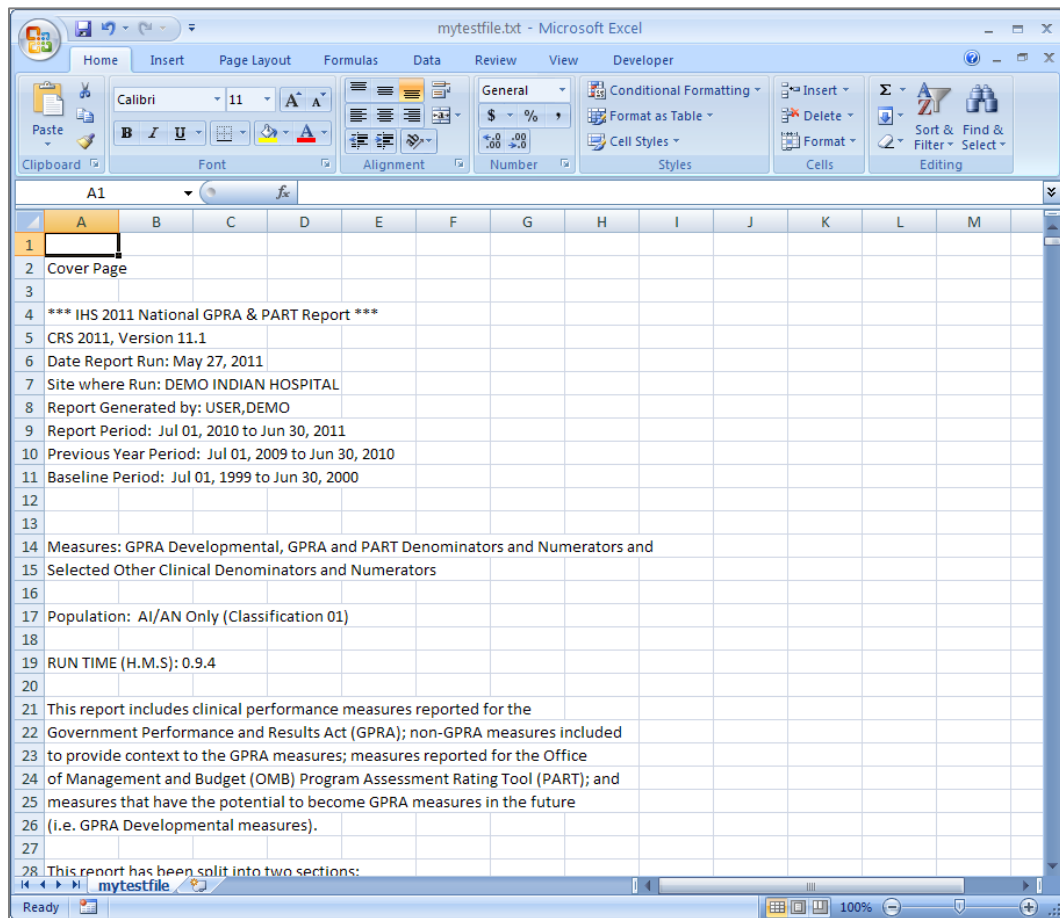 mytestfile.txt - Microsoft Excel
Home Insert Page Layout Formulas Data Review View Developer
Paste
Calibri 11 A A
B I U A
General
$ % ,
.0 .00 .00 .0
Conditional Formatting
Format as Table
Cell Styles
Insert
Delete
Format
Σ
Sort & Filter
Find & Select
Clipboard Font Alignment Number Styles Cells Editing
A1 fx
A B C D E F G H I J K L M
1
2 Cover Page
3
4 *** IHS 2011 National GPRA & PART Report ***
5 CRS 2011, Version 11.1
6 Date Report Run: May 27, 2011
7 Site where Run: DEMO INDIAN HOSPITAL
8 Report Generated by: USER,DEMO
9 Report Period: Jul 01, 2010 to Jun 30, 2011
10 Previous Year Period: Jul 01, 2009 to Jun 30, 2010
11 Baseline Period: Jul 01, 1999 to Jun 30, 2000
12
13
14 Measures: GPRA Developmental, GPRA and PART Denominators and Numerators and
15 Selected Other Clinical Denominators and Numerators
16
17 Population: AI/AN Only (Classification 01)
18
19 RUN TIME (H.M.S): 0.9.4
20
21 This report includes clinical performance measures reported for the
22 Government Performance and Results Act (GPRA); non-GPRA measures included
23 to provide context to the GPRA measures; measures reported for the Office
24 of Management and Budget (OMB) Program Assessment Rating Tool (PART); and
25 measures that have the potential to become GPRA measures in the future
26 (i.e. GPRA Developmental measures).
27
28 This report has been split into two sections:
mytestfile
Ready 100%